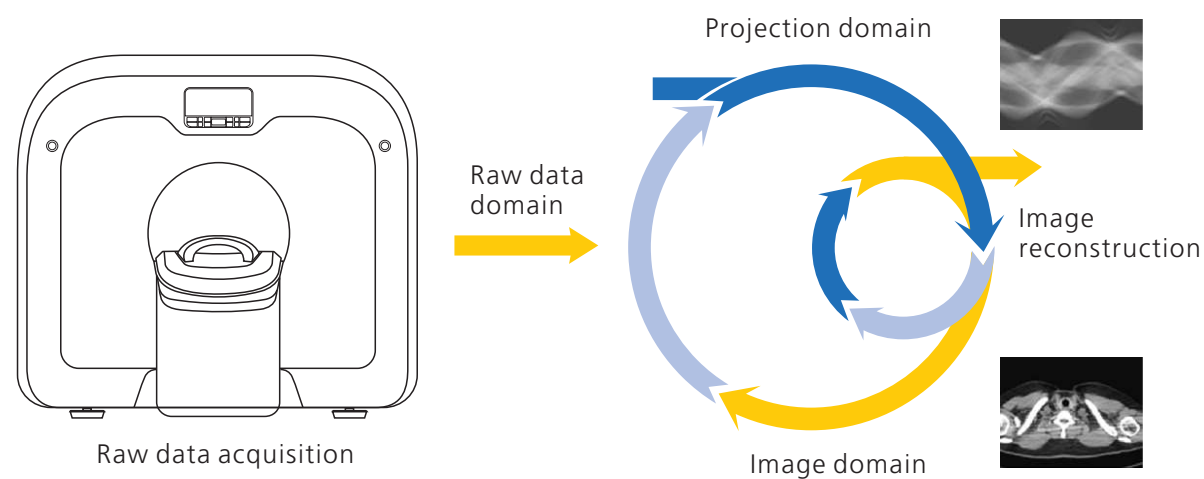 Projection domain
Raw data
domain
Image
reconstruction
Raw data acquisition
Image domain